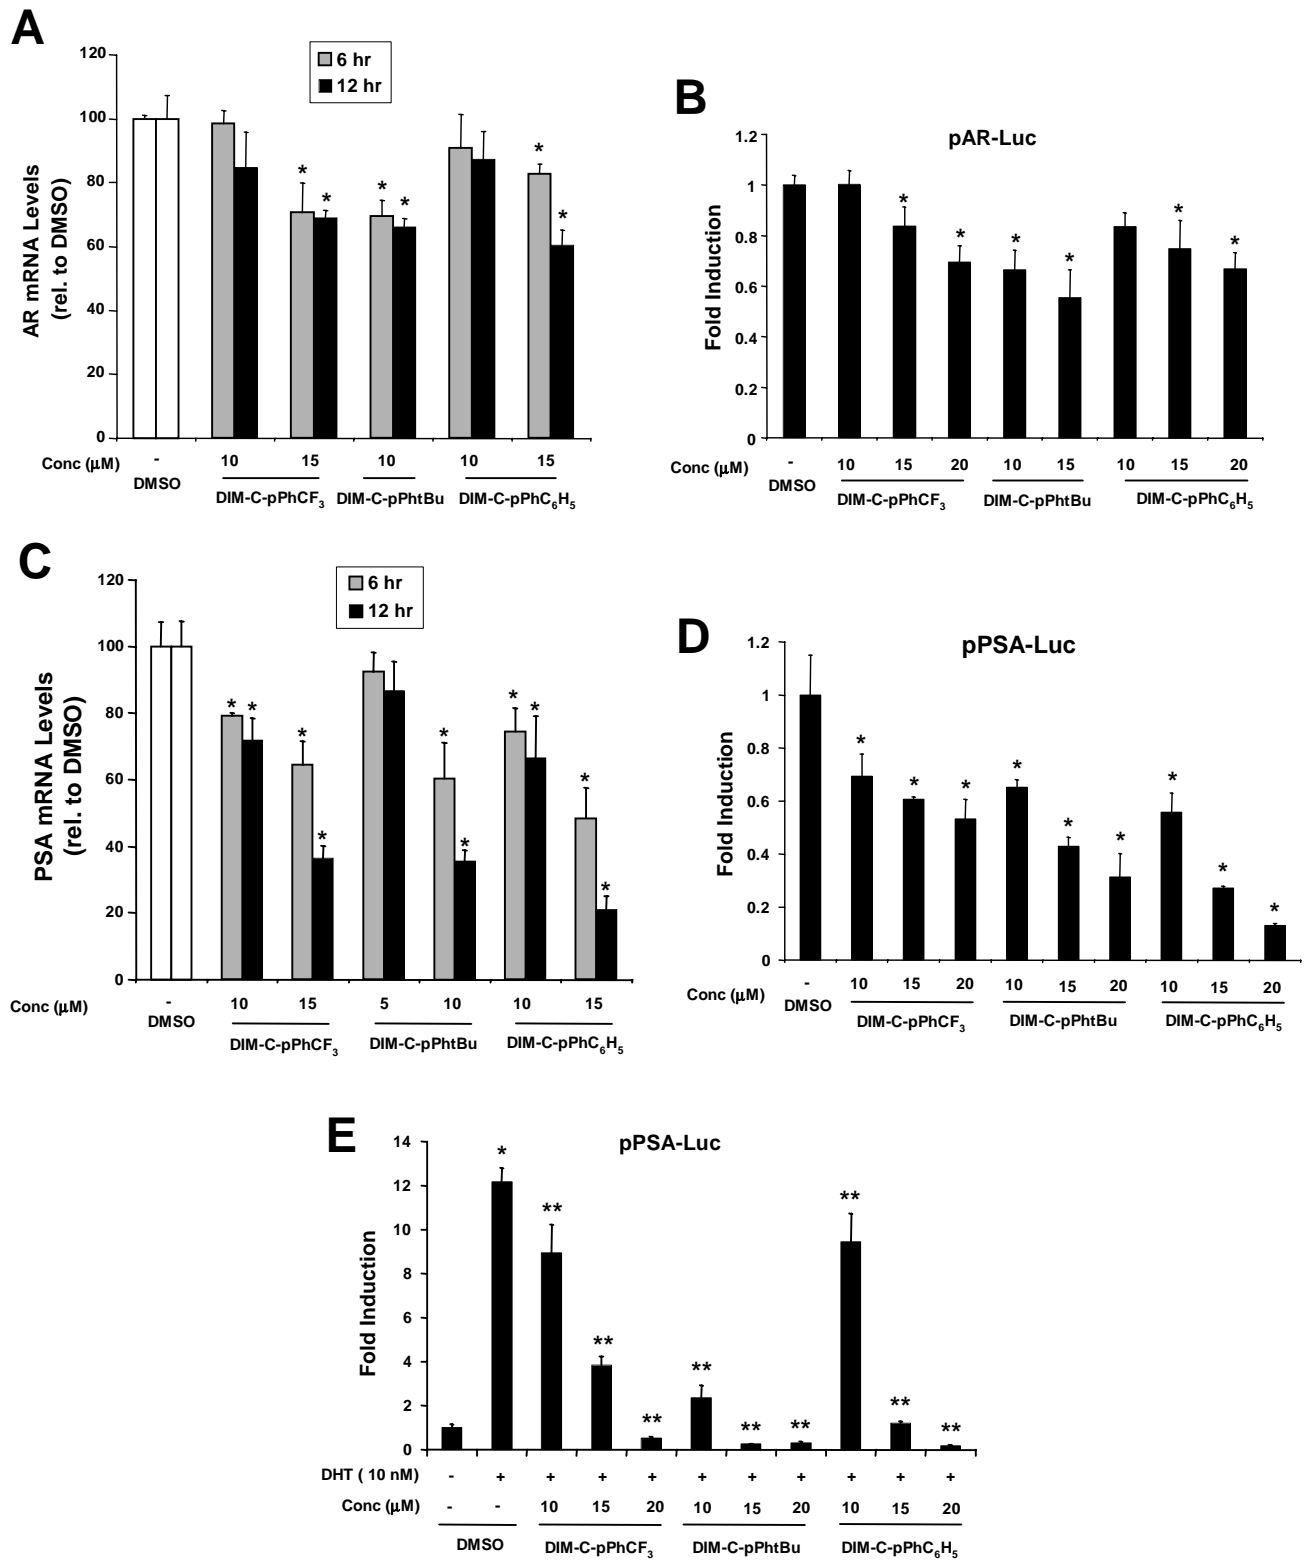 A
120
100
80
60
40
20
0
AR mRNA Levels
(rel. to DMSO)
6 hr
12 hr
* * * * * *
Conc (μM) - 10 15 10 10 15
DMSO DIM-C-pPhCF3 DIM-C-pPhtBu DIM-C-pPhC6H5
B
pAR-Luc
1.2
1
0.8
0.6
0.4
0.2
0
Fold Induction
* * * * * *
Conc (μM) - 10 15 20 10 15 10 15 20
DMSO DIM-C-pPhCF3 DIM-C-pPhtBu DIM-C-pPhC6H5
C
120
100
80
60
40
20
0
PSA mRNA Levels
(rel. to DMSO)
6 hr
12 hr
* * * * * * * * * *
Conc (μM) - 10 15 5 10 10 15
DMSO DIM-C-pPhCF3 DIM-C-pPhtBu DIM-C-pPhC6H5
D
pPSA-Luc
1.2
1
0.8
0.6
0.4
0.2
0
Fold Induction
* * * * * * * * *
Conc (μM) - 10 15 20 10 15 20 10 15 20
DMSO DIM-C-pPhCF3 DIM-C-pPhtBu DIM-C-pPhC6H5
E
pPSA-Luc
14
12
10
8
6
4
2
0
Fold Induction
* ** ** ** ** ** ** ** ** **
DHT ( 10 nM) - + + + + + + + + + +
Conc (μM) - - 10 15 20 10 15 20 10 15 20
DMSO DIM-C-pPhCF3 DIM-C-pPhtBu DIM-C-pPhC6H5